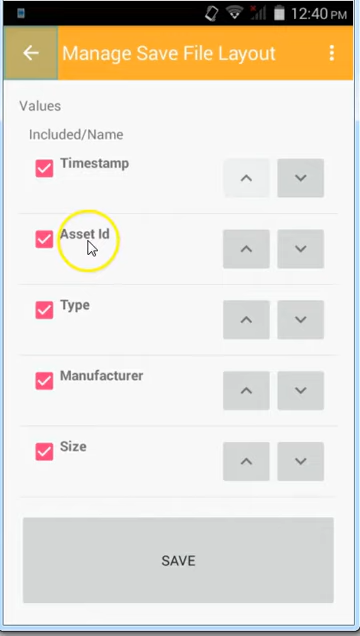 12:40 PM
Manage Save File Layout
Values
Included/Name
Timestamp
Asset Id
Type
Manufacturer
Size
SAVE